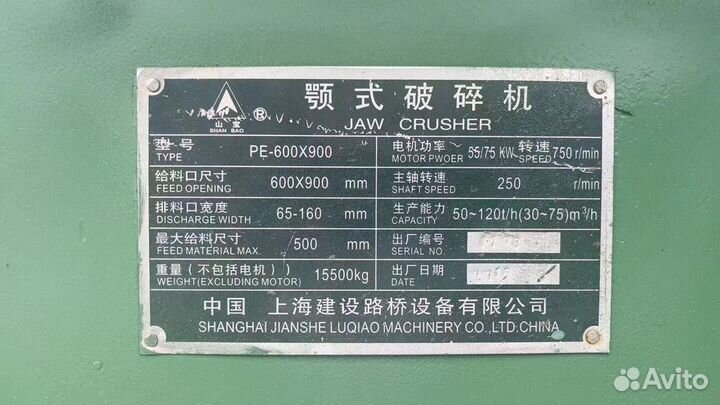 山宝
SHAN BAO
®
颚式破碎机
JAW CRUSHER
型号
TYPE
PE-600X900
电机功率
MOTOR PWOER
55/75 KW
转速
SPEED
750 r/min
给料口尺寸
FEED OPENING
600X900 mm
主轴转速
SHAFT SPEED
250 r/min
排料口宽度
DISCHARGE WIDTH
65-160 mm
生产能力
CAPACITY
50~120t/h(30~75)m³/h
最大给料尺寸
FEED MATERIAL MAX.
500 mm
出厂编号
SERIAL NO.
重量(不包括电机)
WEIGHT(EXCLUDING MOTOR)
15500kg
出厂日期
DATE
中国 上海建设路桥设备有限公司
SHANGHAI JIANSHE LUQIAO MACHINERY CO.,LTD.CHINA
Avito